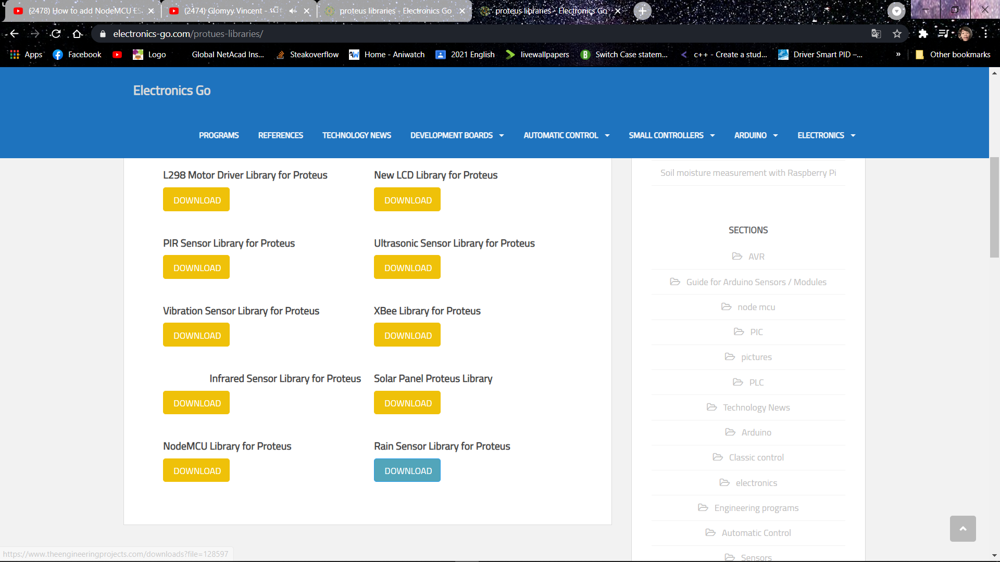 (2478) How to add NodeMCU ES
(2474) Glomyy Vincent -
proteus libraries - Electronics Go
proteus libraries - Electronics Go
electronics-go.com/protues-libraries/
Apps
Facebook
Logo
Global NetAcad Ins...
Steakoverflow
Home - Aniwatch
2021 English
livewallpapers
Switch Case statem...
c++ - Create a stud...
Driver Smart PID –...
»
Other bookmarks
Electronics Go
PROGRAMS
REFERENCES
TECHNOLOGY NEWS
DEVELOPMENT BOARDS
AUTOMATIC CONTROL
SMALL CONTROLLERS
ARDUINO
ELECTRONICS
L298 Motor Driver Library for Proteus
DOWNLOAD
New LCD Library for Proteus
DOWNLOAD
PIR Sensor Library for Proteus
DOWNLOAD
Ultrasonic Sensor Library for Proteus
DOWNLOAD
Vibration Sensor Library for Proteus
DOWNLOAD
XBee Library for Proteus
DOWNLOAD
Infrared Sensor Library for Proteus
DOWNLOAD
Solar Panel Proteus Library
DOWNLOAD
NodeMCU Library for Proteus
DOWNLOAD
Rain Sensor Library for Proteus
DOWNLOAD
Soil moisture measurement with Raspberry Pi
SECTIONS
AVR
Guide for Arduino Sensors / Modules
node mcu
PIC
pictures
PLC
Technology News
Arduino
Classic control
electronics
Engineering programs
Automatic Control
Sensors
https://www.theengineeringprojects.com/downloads?file=128597